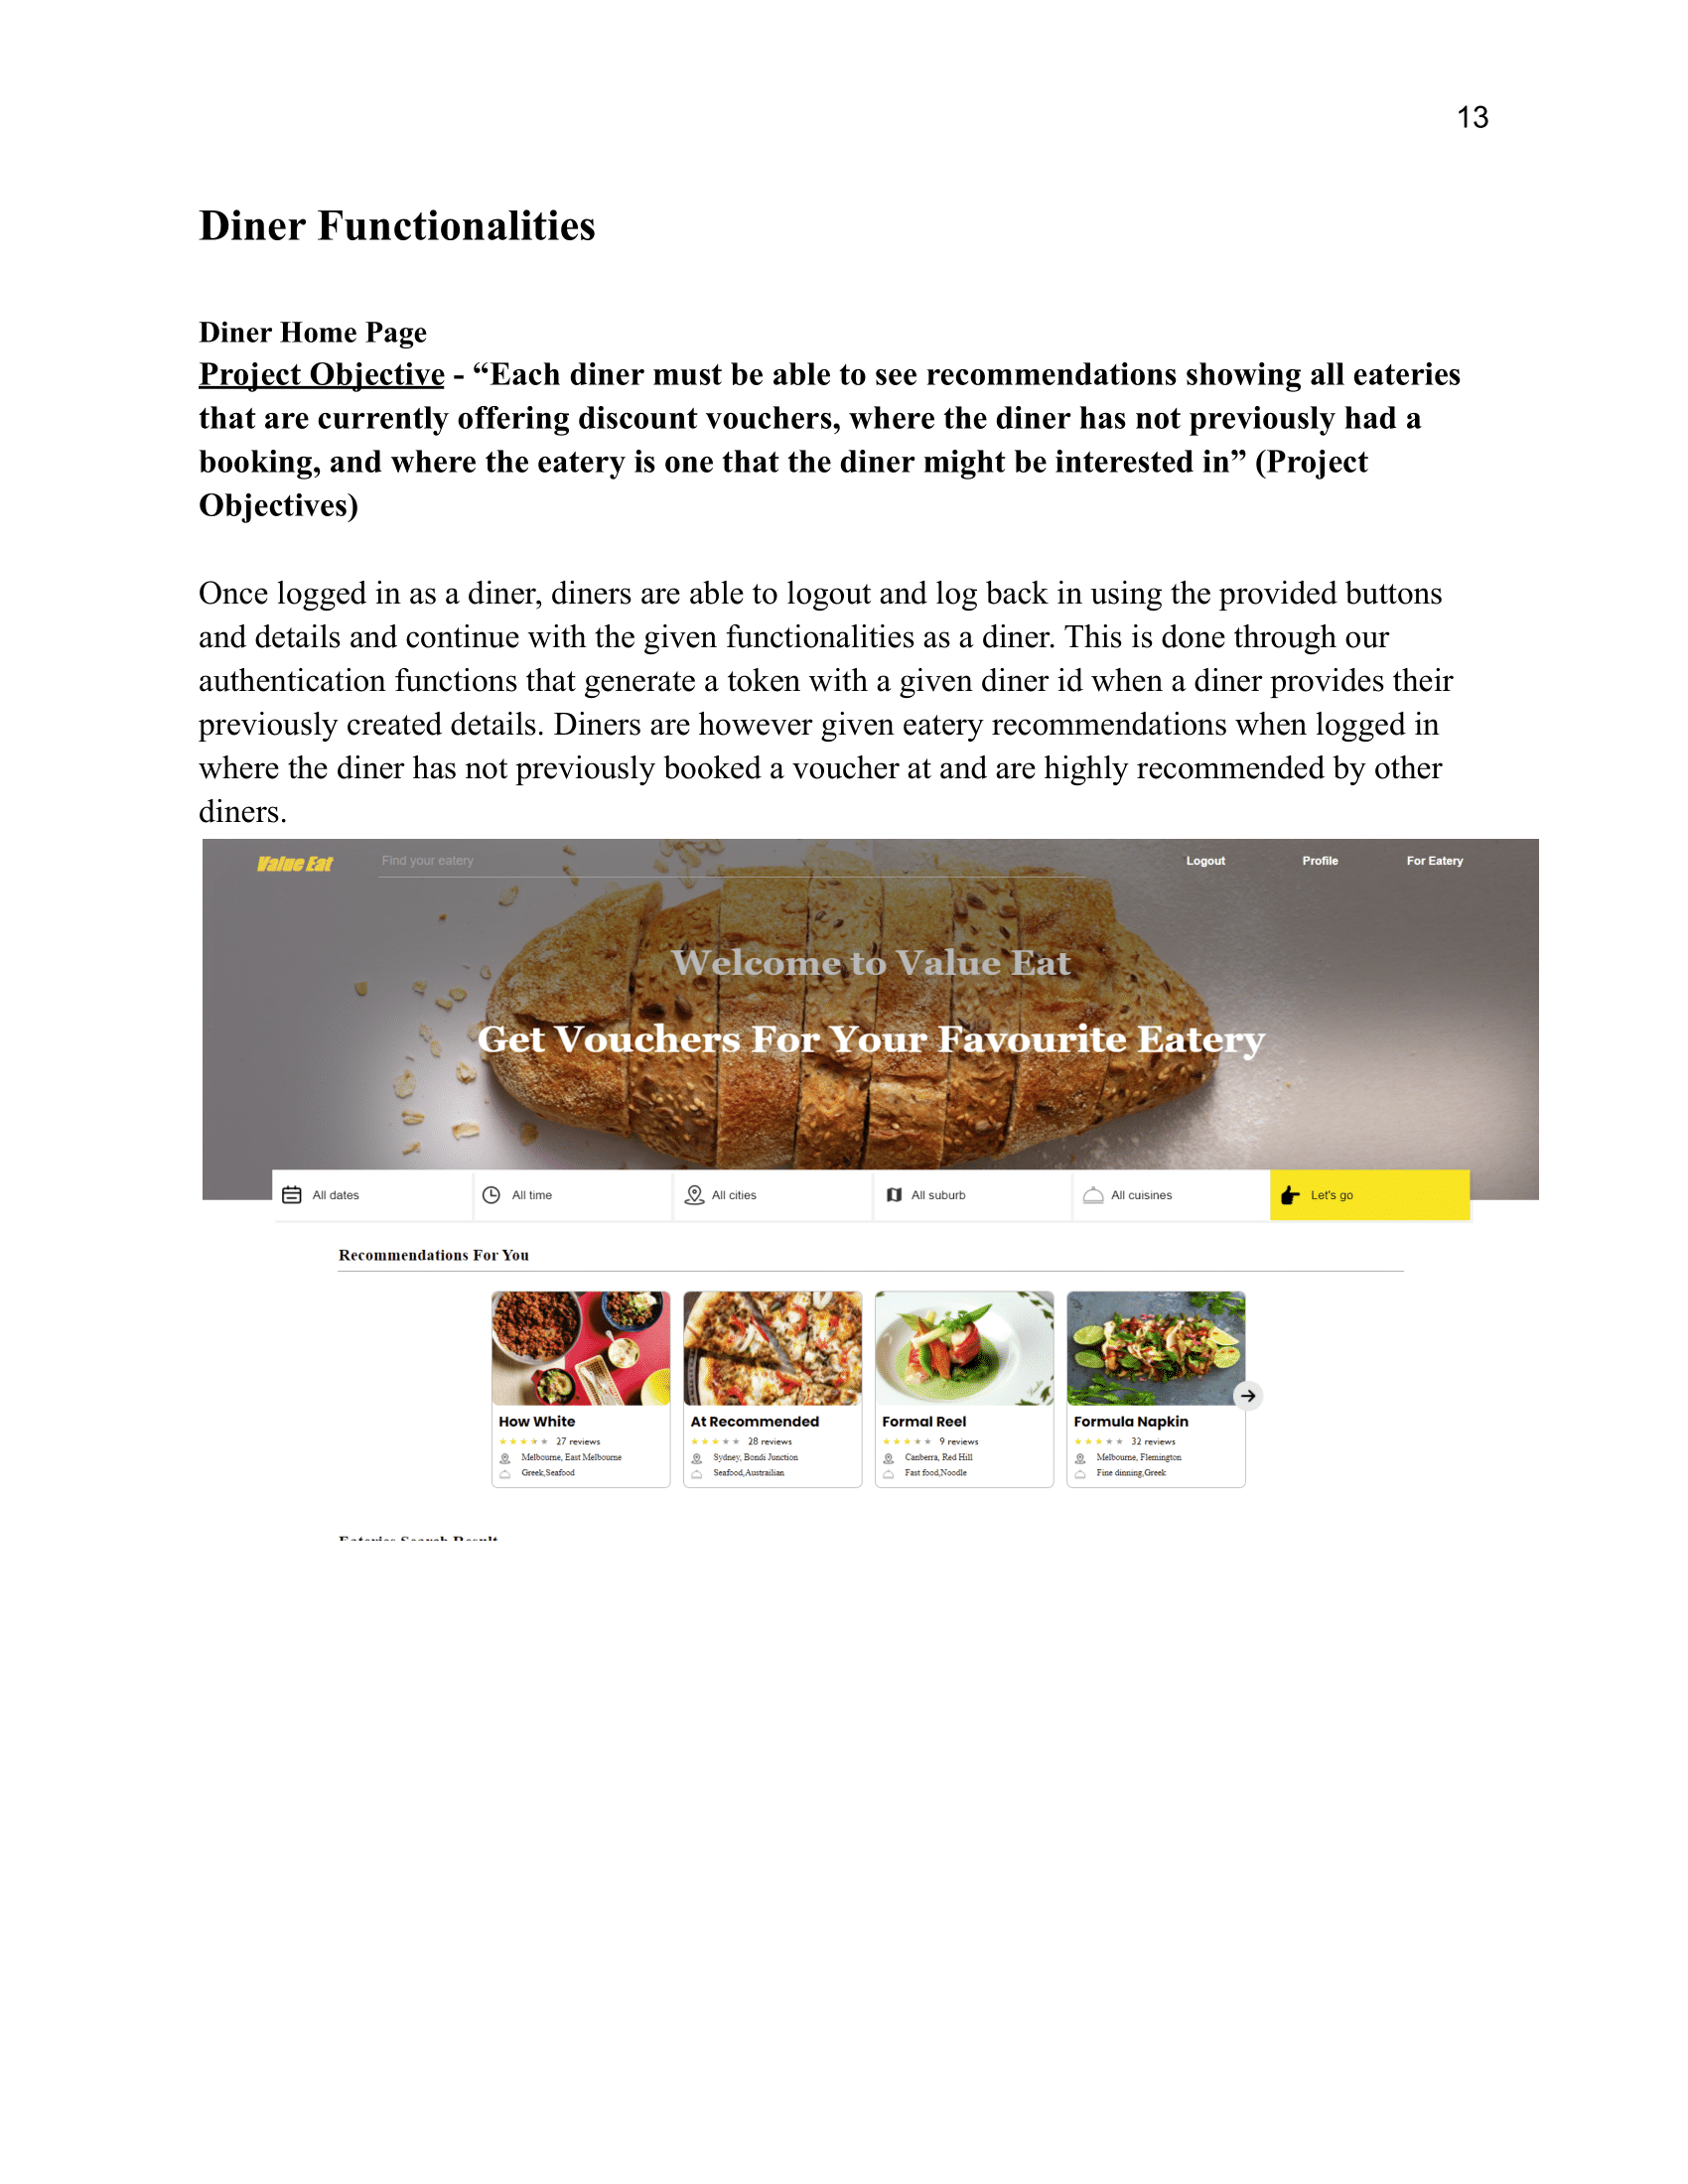 13
Diner Functionalities
Diner Home Page
Project Objective - “Each diner must be able to see recommendations showing all eateries
that are currently offering discount vouchers, where the diner has not previously had a
booking, and where the eatery is one that the diner might be interested in” (Project
Objectives)
Once logged in as a diner, diners are able to logout and log back in using the provided buttons
and details and continue with the given functionalities as a diner. This is done through our
authentication functions that generate a token with a given diner id when a diner provides their
previously created details. Diners are however given eatery recommendations when logged in
where the diner has not previously booked a voucher at and are highly recommended by other
diners.
Value Eat Find your eatery Logout Profile For Eatery
Welcome to Value Eat
Get Vouchers For Your Favourite Eatery
All dates All time All cities All suburb All cuisines Let's go
Recommendations For You
How White At Recommended Formal Reel Formula Napkin
27 reviews 28 reviews 9 reviews 32 reviews
Melbourne, East Melbourne Sydney, Bondi Junction Canberra, Red Hill Melbourne, Flemington
Greek,Seafood Seafood,Austrailian Fast food,Noodle Fine dinning,Greek
Eateries Search Result